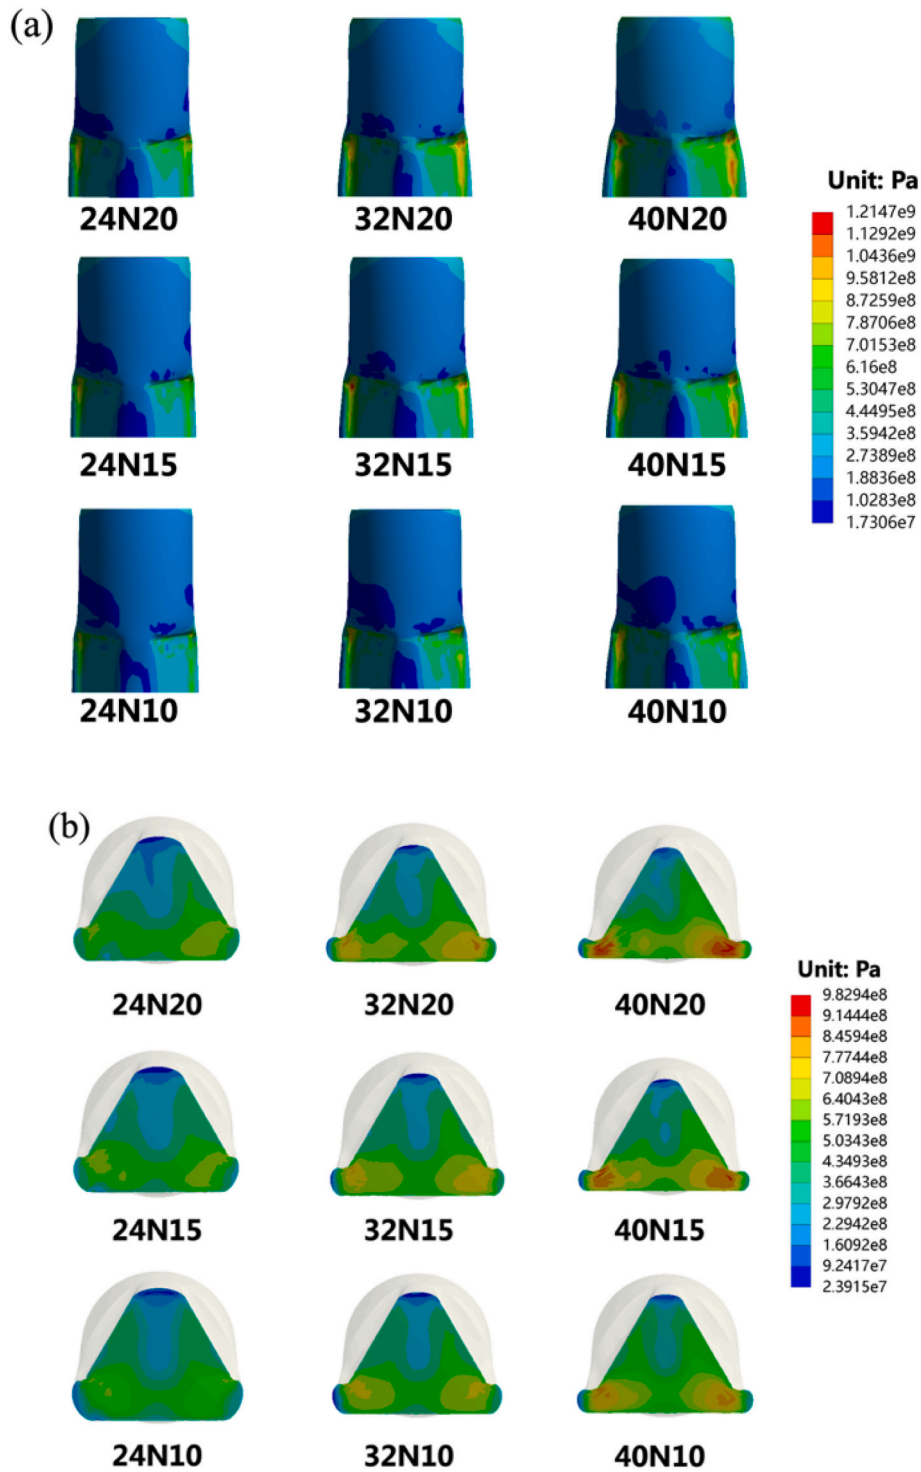 (a)
24N20 32N20 40N20
Unit: Pa
1.2147e9
1.1292e9
1.0436e9
9.5812e8
8.7259e8
7.8706e8
7.0153e8
6.16e8
5.3047e8
4.4495e8
3.5942e8
2.7389e8
1.8836e8
1.0283e8
1.7306e7
24N15 32N15 40N15
24N10 32N10 40N10
(b)
24N20 32N20 40N20
Unit: Pa
9.8294e8
9.1444e8
8.4594e8
7.7744e8
7.0894e8
6.4043e8
5.7193e8
5.0343e8
4.3493e8
3.6643e8
2.9792e8
2.2942e8
1.6092e8
9.2417e7
2.3915e7
24N15 32N15 40N15
24N10 32N10 40N10